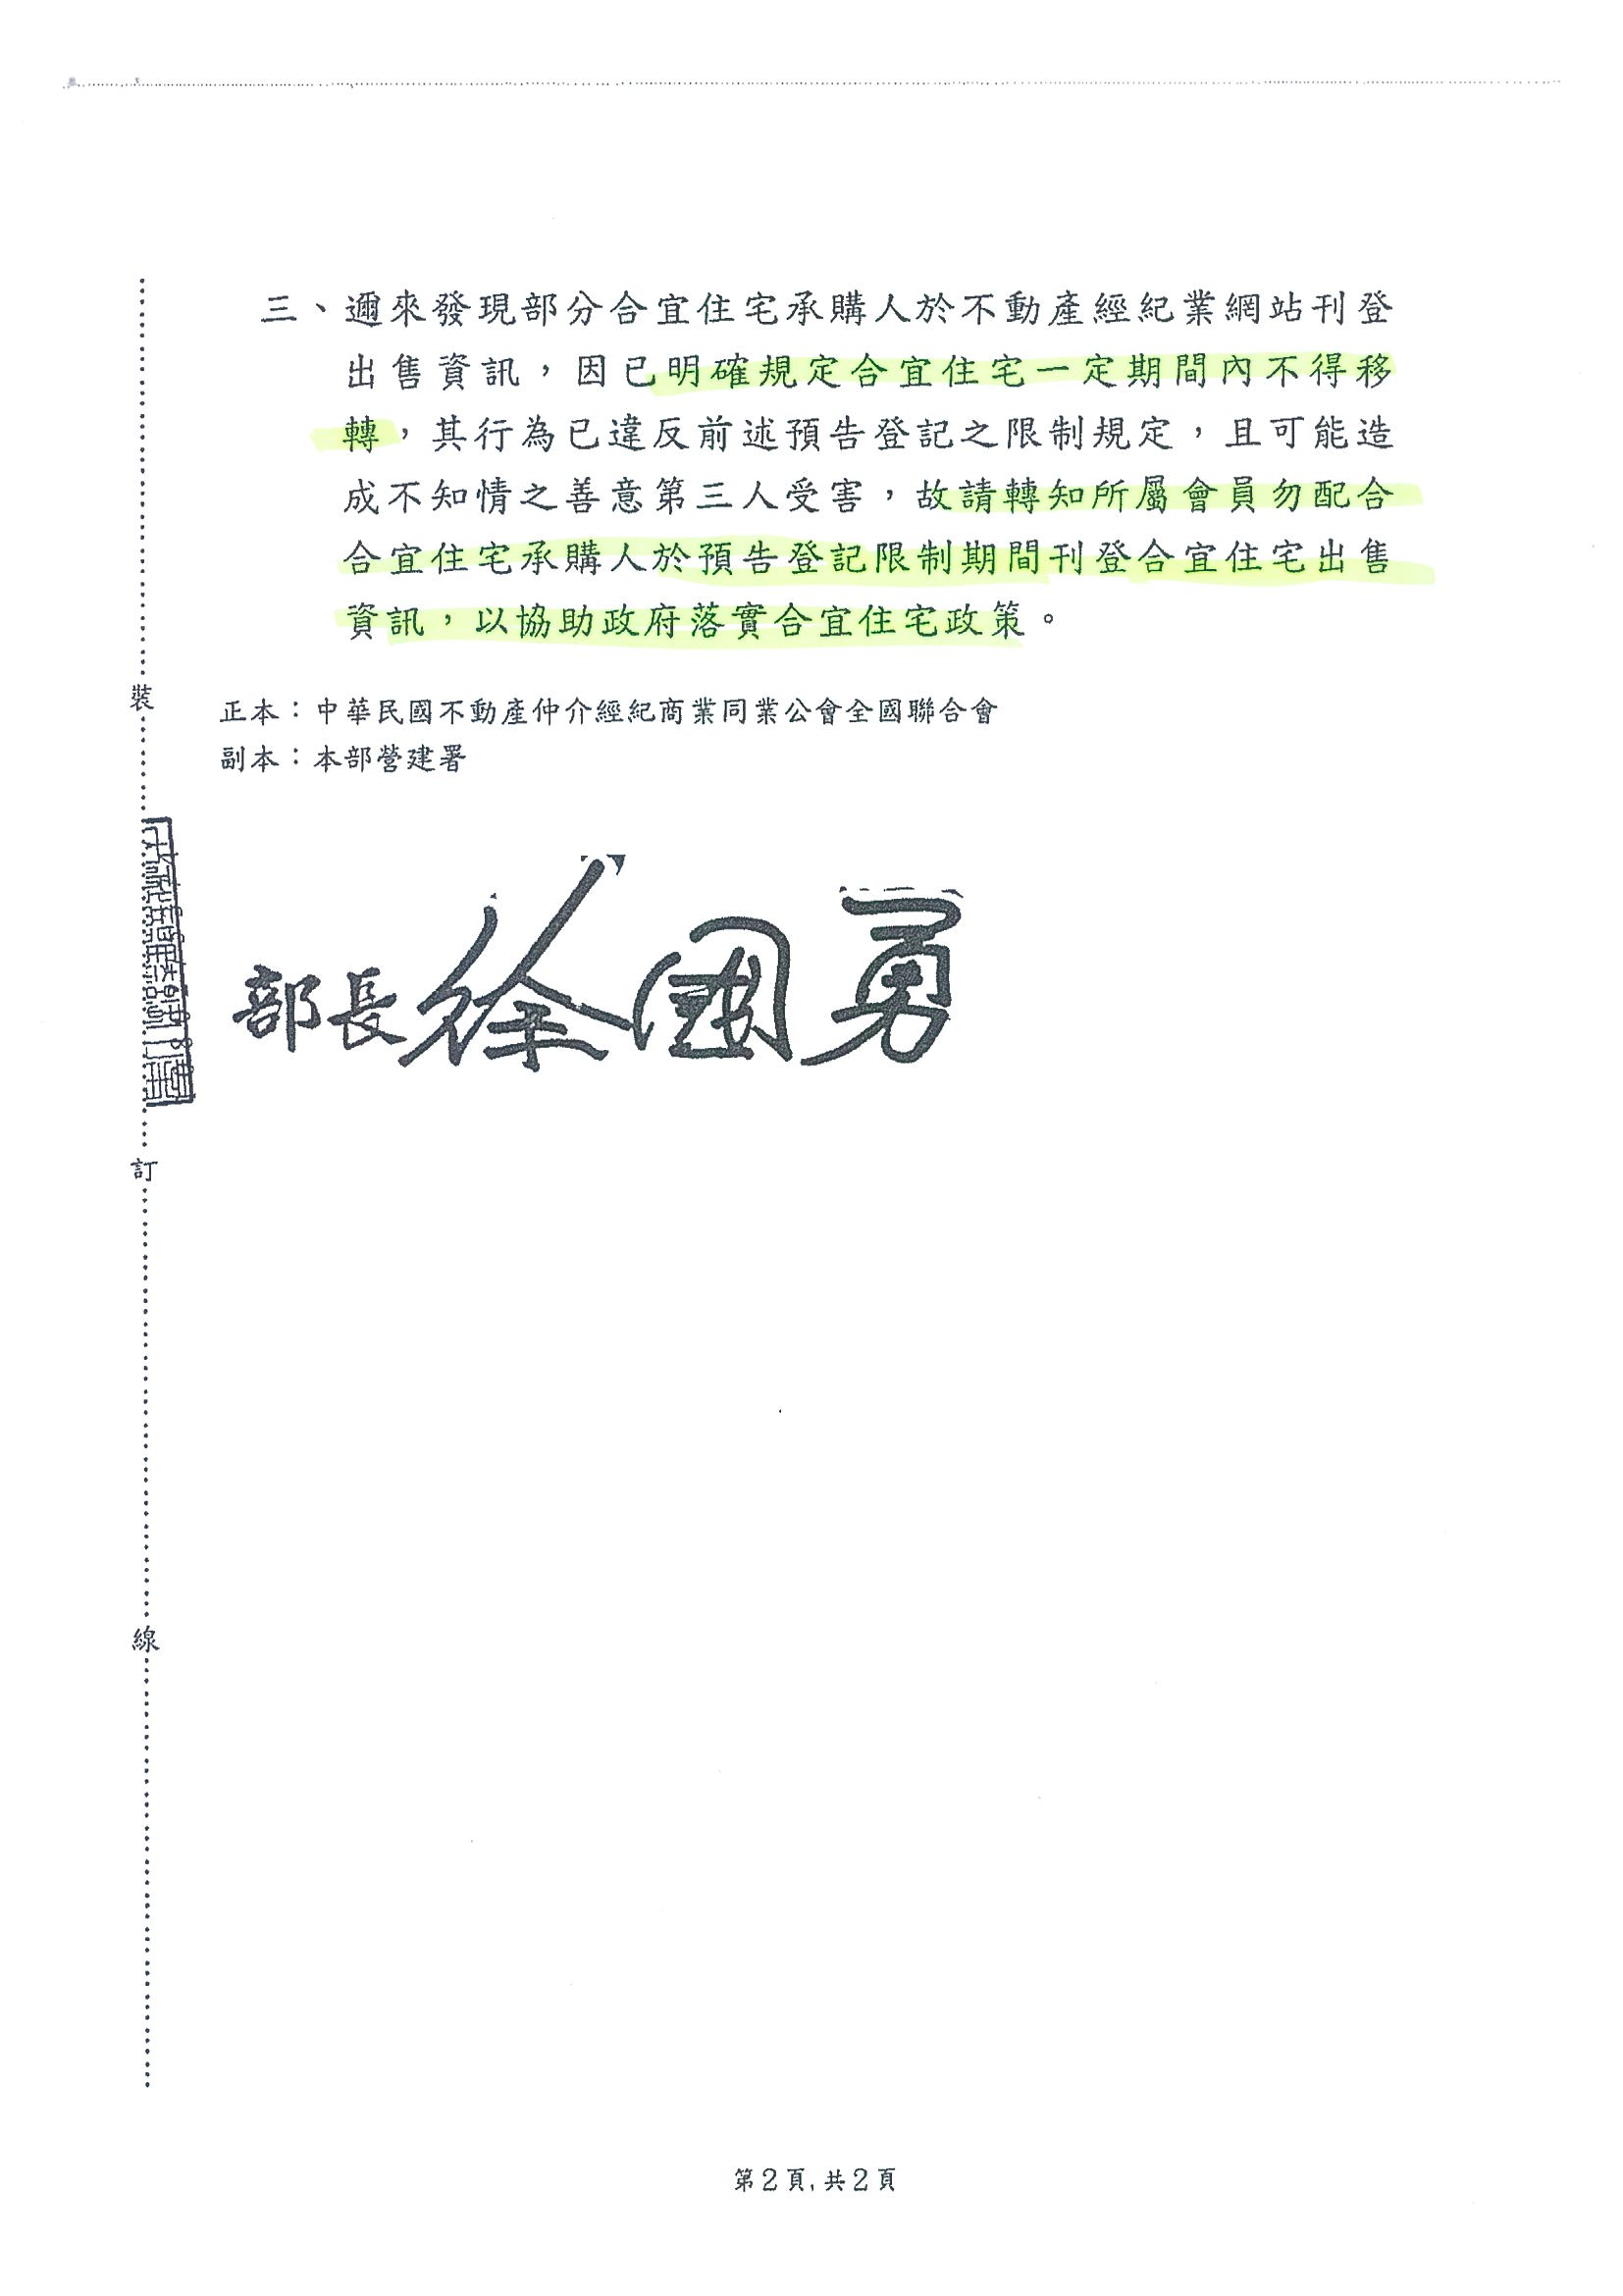 三、邇來發現部分合宜住宅承購人於不動產經紀業網站刊登
出售資訊，因已明確規定合宜住宅一定期間內不得移
轉，其行為已違反前述預告登記之限制規定，且可能造
成不知情之善意第三人受害，故請轉知所屬會員勿配合
合宜住宅承購人於預告登記限制期間刊登合宜住宅出售
資訊，以協助政府落實合宜住宅政策。
裝
正本：中華民國不動產仲介經紀商業同業公會全國聯合會
副本：本部營建署
部長徐國勇
訂
線
第2頁，共2頁